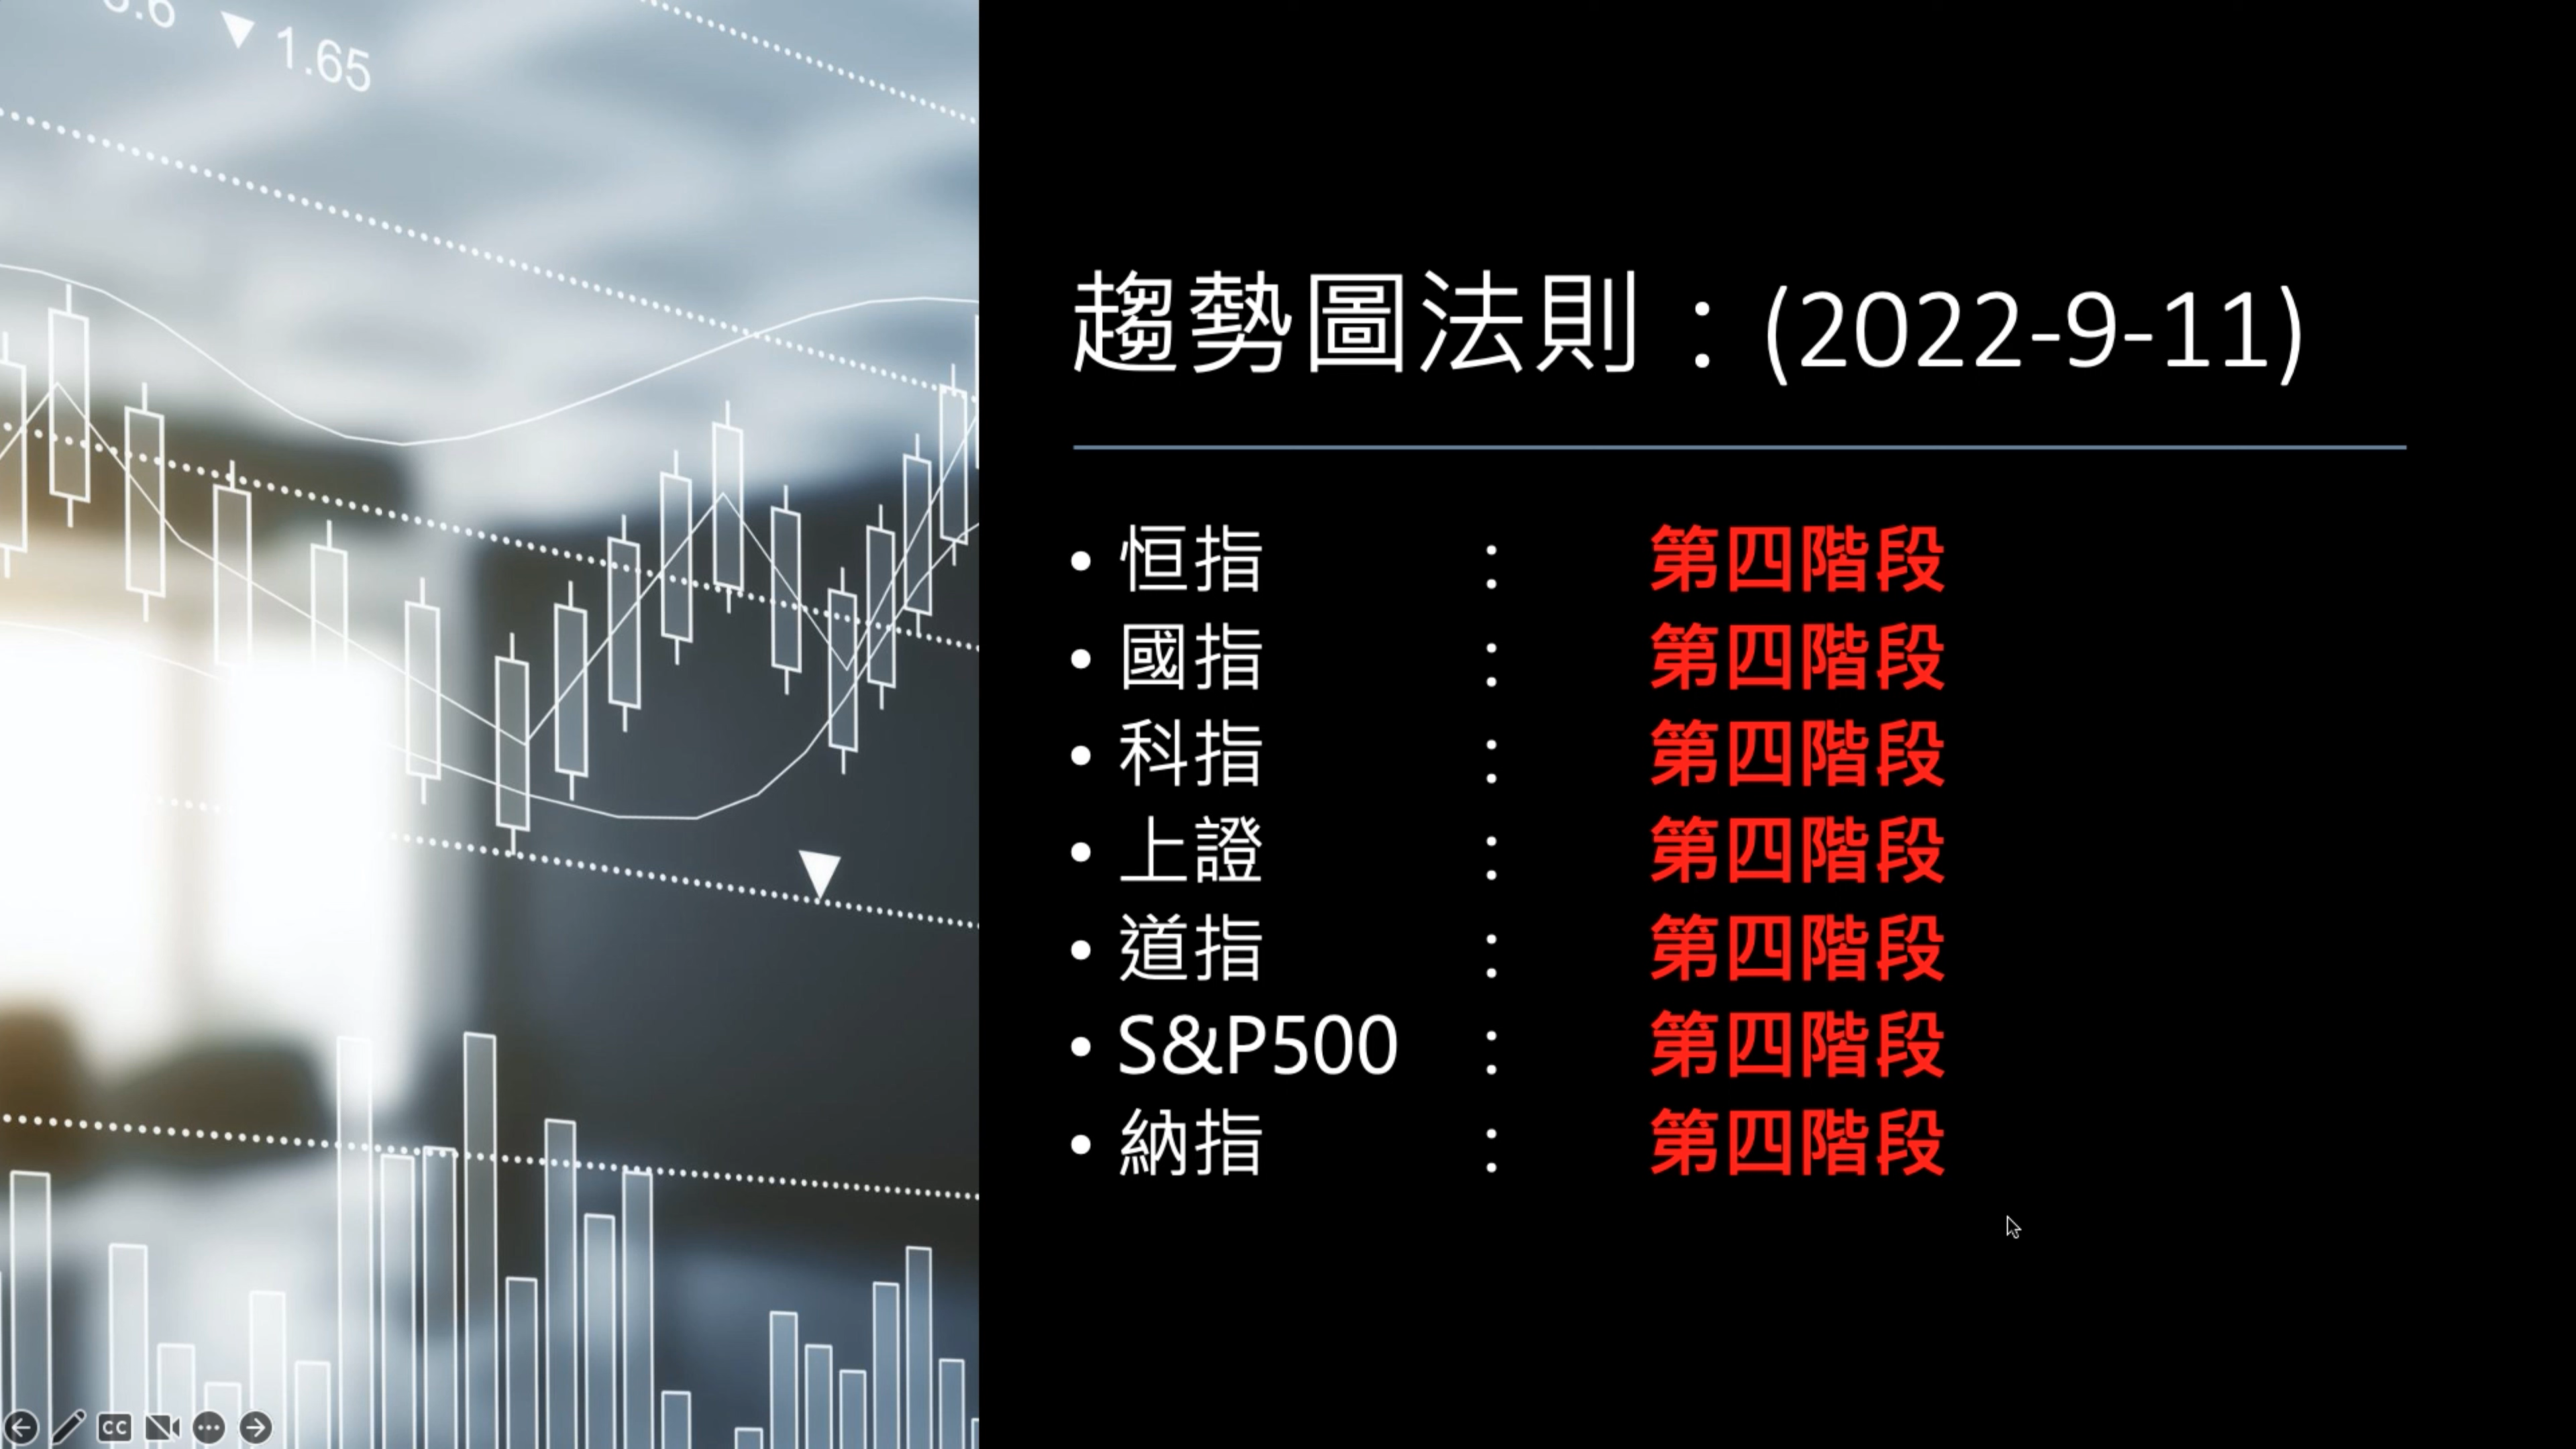 1.65
趨勢圖法則：(2022-9-11)
• 恒指 : 第四階段
• 國指 : 第四階段
• 科指 : 第四階段
• 上證 : 第四階段
• 道指 : 第四階段
• S&P500 : 第四階段
• 納指 : 第四階段
CC